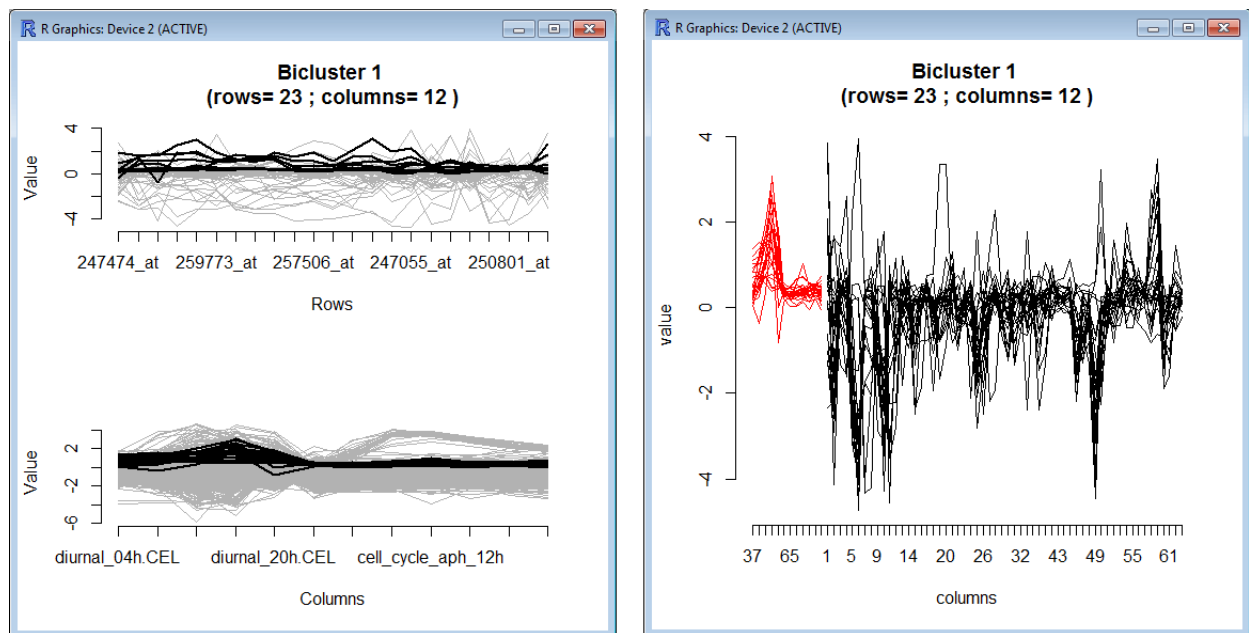 R Graphics: Device 2 (ACTIVE)
Bicluster 1
(rows= 23 ; columns= 12 )
4
0
4
Value
247474_at 259773_at 257506_at 247055_at 250801_at
Rows
2
-2
-6
Value
diurnal_04h.CEL diurnal_20h.CEL cell_cycle_aph_12h
Columns
R Graphics: Device 2 (ACTIVE)
Bicluster 1
(rows= 23 ; columns= 12 )
4
2
0
-2
-4
value
37 65 1 5 9 14 20 26 32 43 49 55 61
columns